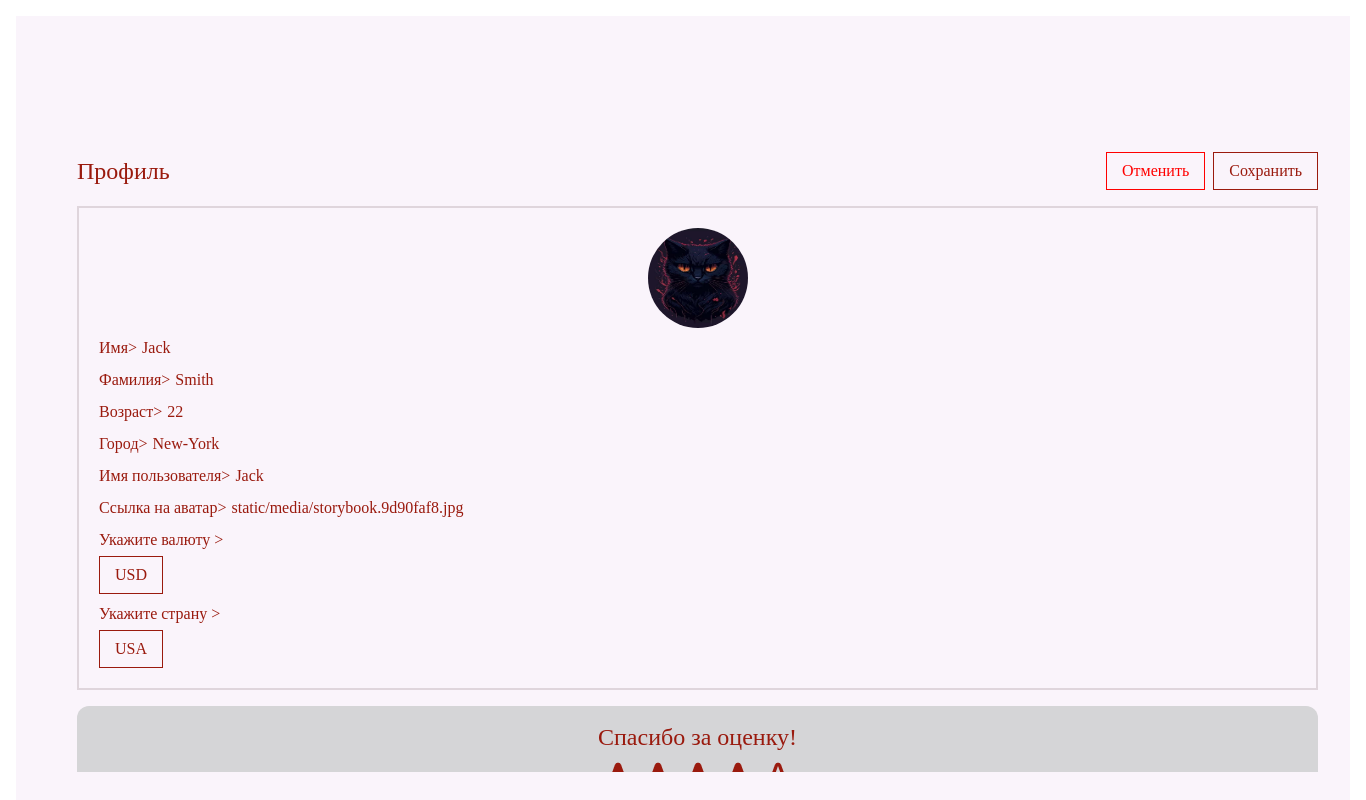 Профиль
Отменить
Сохранить
Имя> Jack
Фамилия> Smith
Возраст> 22
Город> New-York
Имя пользователя> Jack
Ссылка на аватар> static/media/storybook.9d90faf8.jpg
Укажите валюту >
USD
Укажите страну >
USA
Спасибо за оценку!